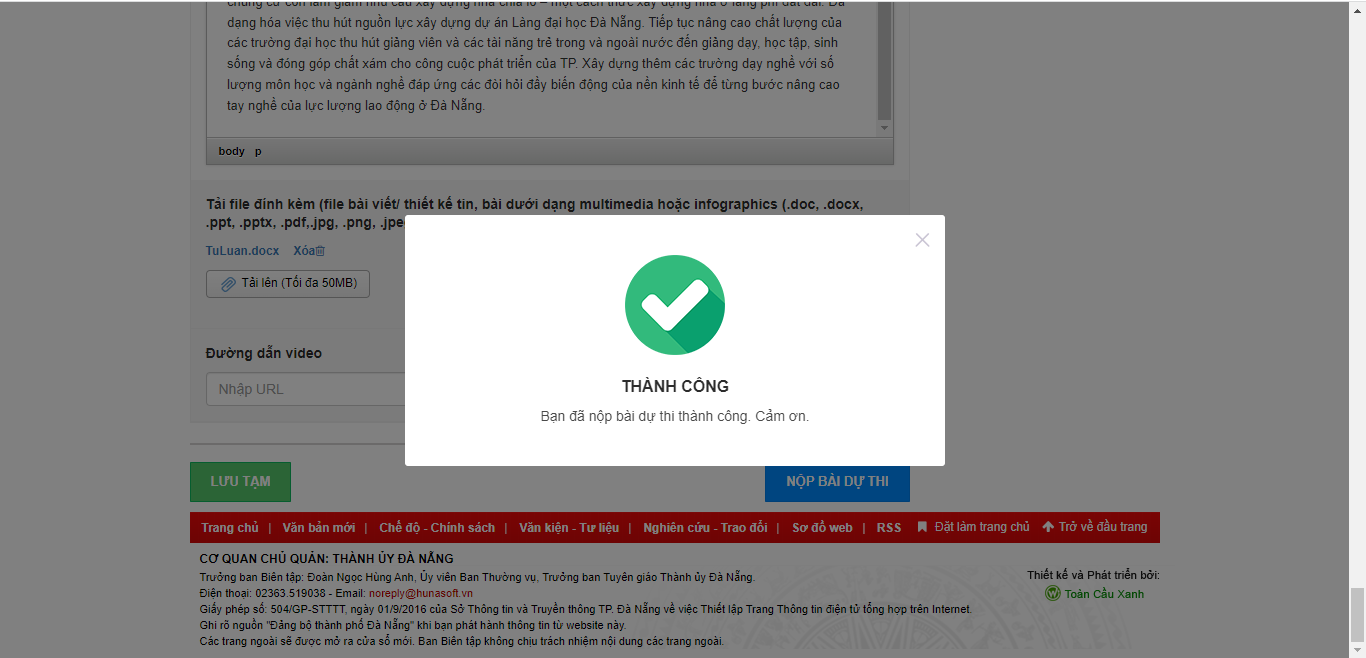 chung cư còn làm giảm nhu cầu xây dựng nhà chia lô – một cách thức xây dựng nhà ở lãng phí đất đai. Đa
dạng hóa việc thu hút nguồn lực xây dựng dự án Làng đại học Đà Nẵng. Tiếp tục nâng cao chất lượng của
các trường đại học thu hút giảng viên và các tài năng trẻ trong và ngoài nước đến giảng dạy, học tập, sinh
sống và đóng góp chất xám cho công cuộc phát triển của TP. Xây dựng thêm các trường dạy nghề với số
lượng môn học và ngành nghề đáp ứng các đòi hỏi đầy biến động của nền kinh tế để từng bước nâng cao
tay nghề của lực lượng lao động ở Đà Nẵng.
body p
Tải file đính kèm (file bài viết/ thiết kế tin, bài dưới dạng multimedia hoặc infographics (.doc, .docx,
.ppt, .pptx, .pdf,.jpg, .png, .jpe
TuLuan.docx Xóa
Tải lên (Tối đa 50MB)
Đường dẫn video
Nhập URL
THÀNH CÔNG
Bạn đã nộp bài dự thi thành công. Cảm ơn.
LƯU TẠM
NỘP BÀI DỰ THI
Trang chủ | Văn bản mới | Chế độ - Chính sách | Văn kiện - Tư liệu | Nghiên cứu - Trao đổi | Sơ đồ web | RSS Đặt làm trang chủ Trở về đầu trang
CƠ QUAN CHỦ QUẢN: THÀNH ỦY ĐÀ NẴNG
Trưởng ban Biên tập: Đoàn Ngọc Hùng Anh, Ủy viên Ban Thường vụ, Trưởng ban Tuyên giáo Thành ủy Đà Nẵng.
Điện thoại: 02363.519038 - Email: noreply@hunasoft.vn
Giấy phép số: 504/GP-STTTT, ngày 01/9/2016 của Sở Thông tin và Truyền thông TP. Đà Nẵng về việc Thiết lập Trang Thông tin điện tử tổng hợp trên Internet.
Ghi rõ nguồn "Đảng bộ thành phố Đà Nẵng" khi bạn phát hành thông tin từ website này.
Các trang ngoài sẽ được mở ra cửa sổ mới. Ban Biên tập không chịu trách nhiệm nội dung các trang ngoài.
Thiết kế và Phát triển bởi:
Toàn Cầu Xanh